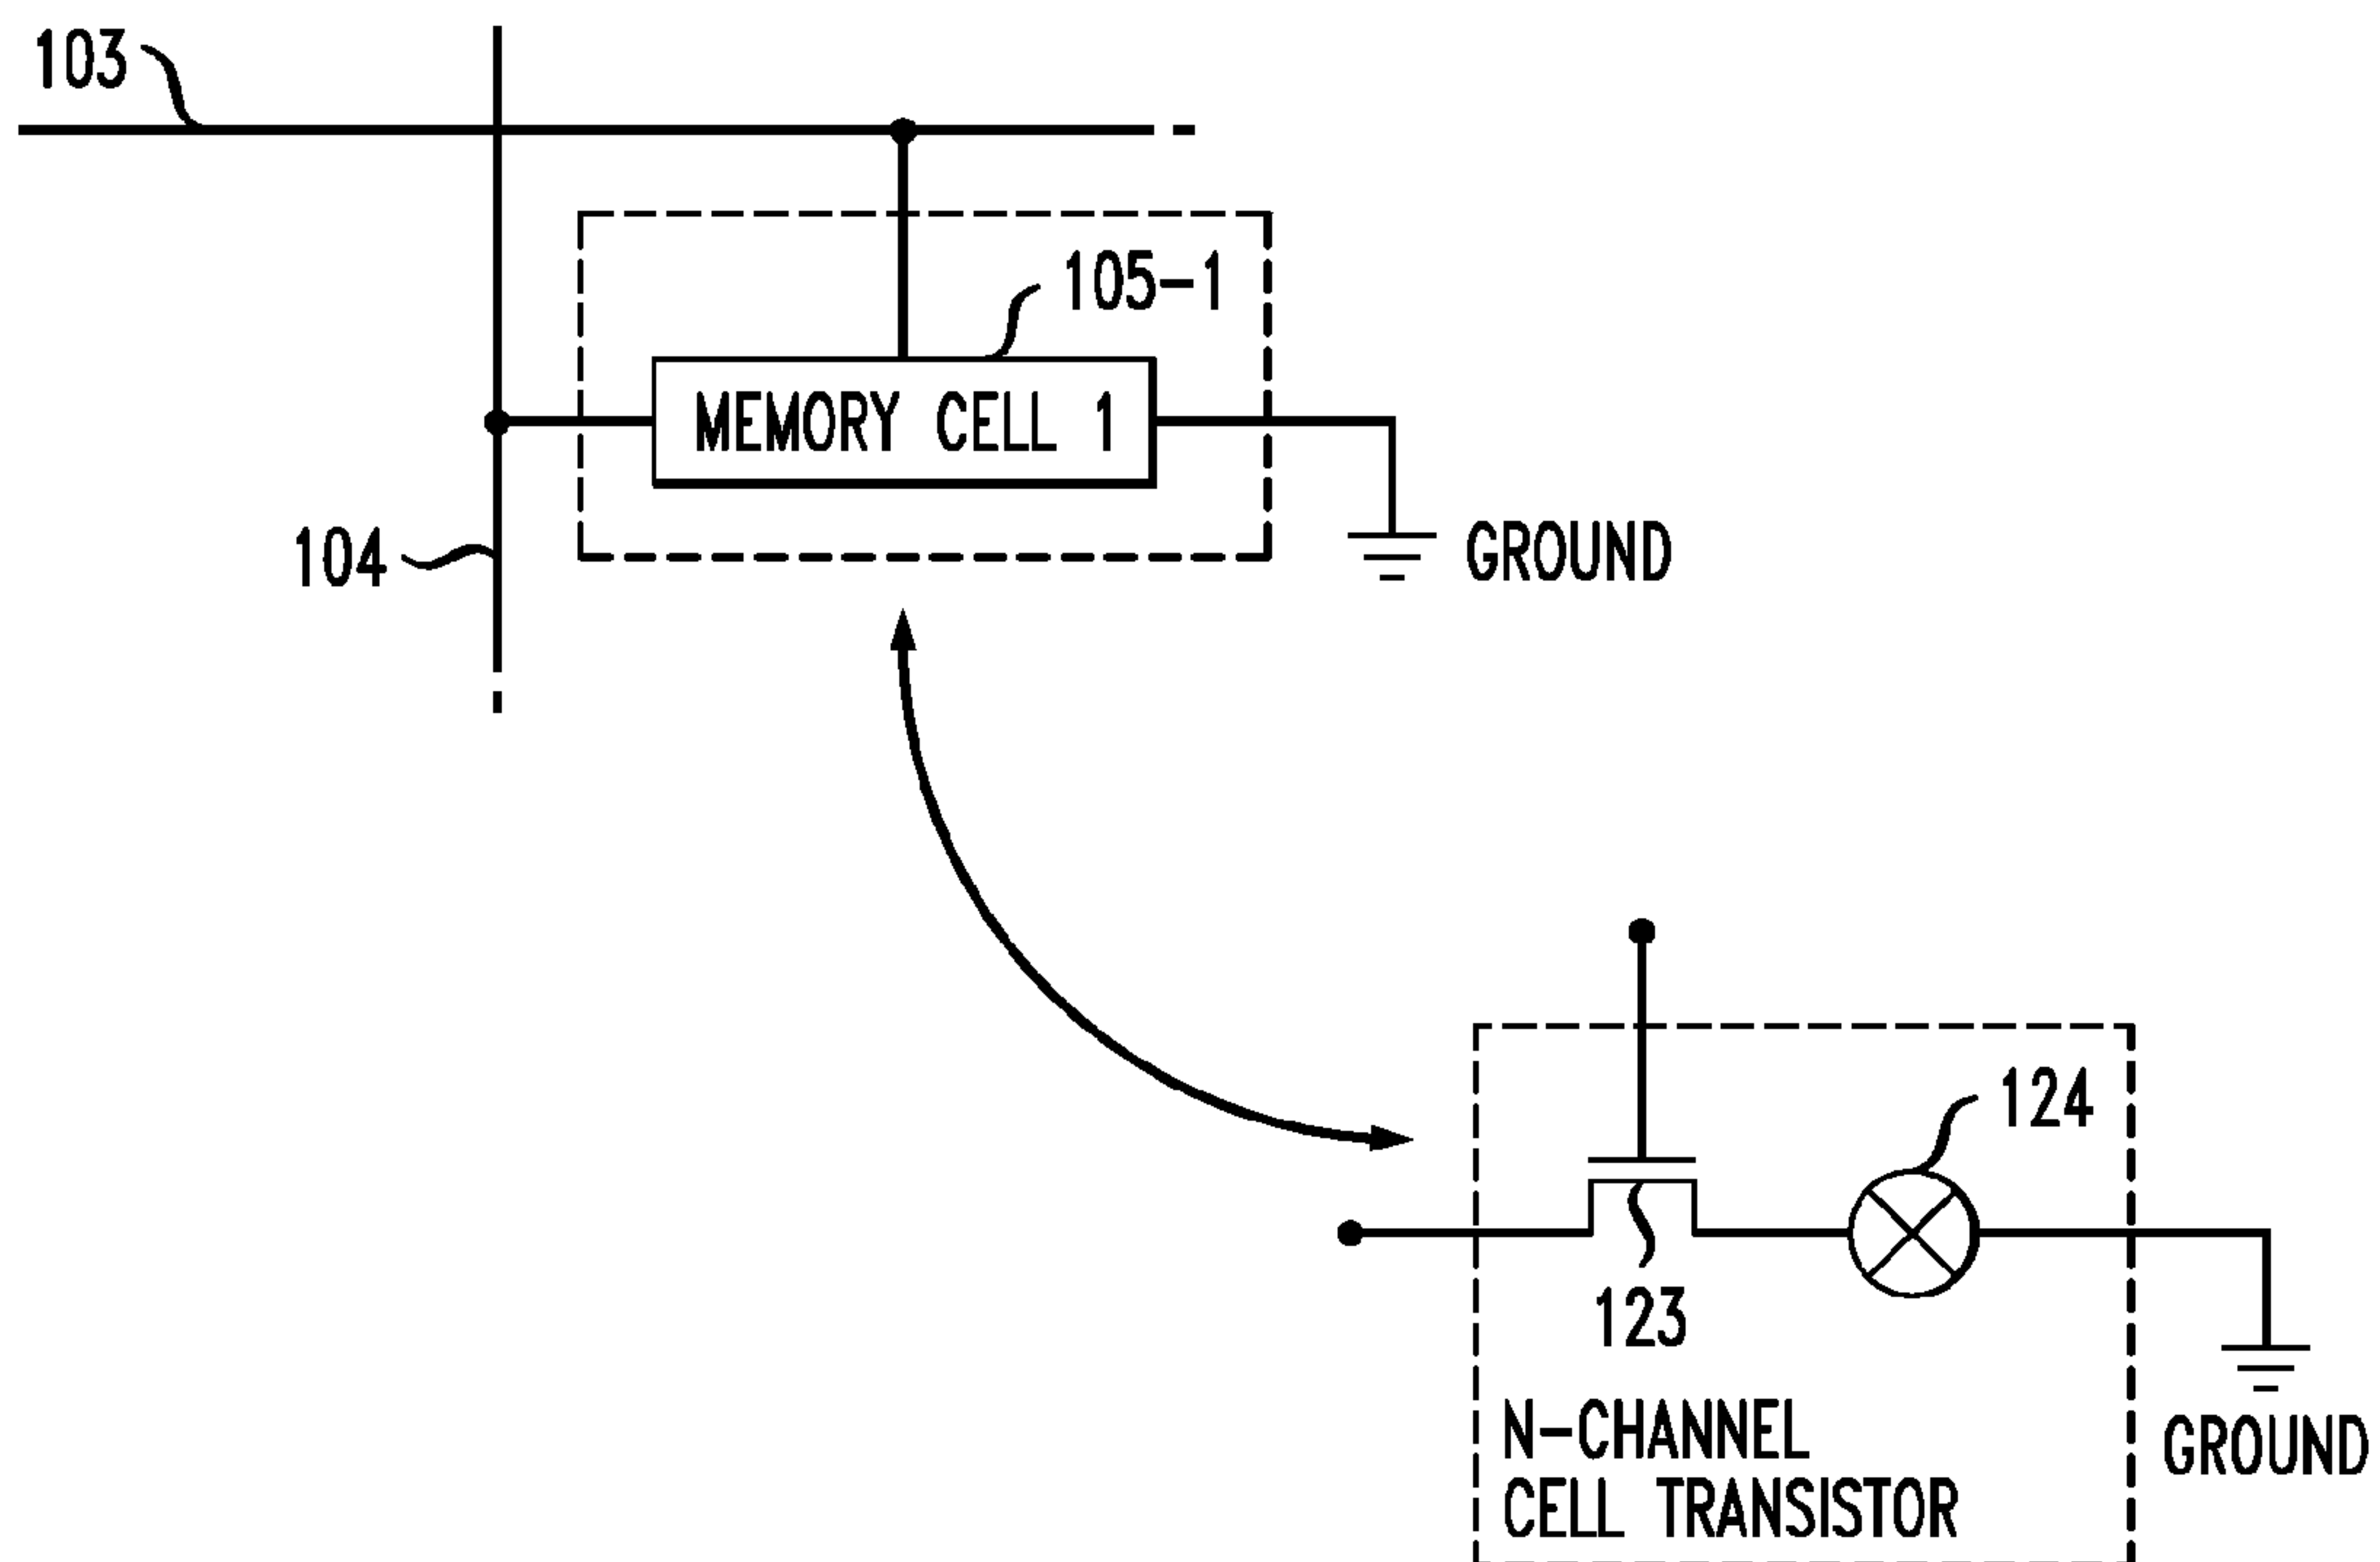 103
105-1
MEMORY CELL 1
104
GROUND
124
123
N-CHANNEL
CELL TRANSISTOR
GROUND